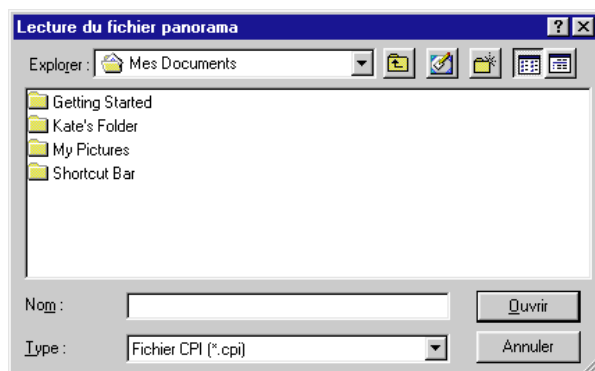 Lecture du fichier panorama
Explorer : Mes Documents
Getting Started
Kate's Folder
My Pictures
Shortcut Bar
Nom :
Ouvrir
Type : Fichier CPI (*.cpi)
Annuler